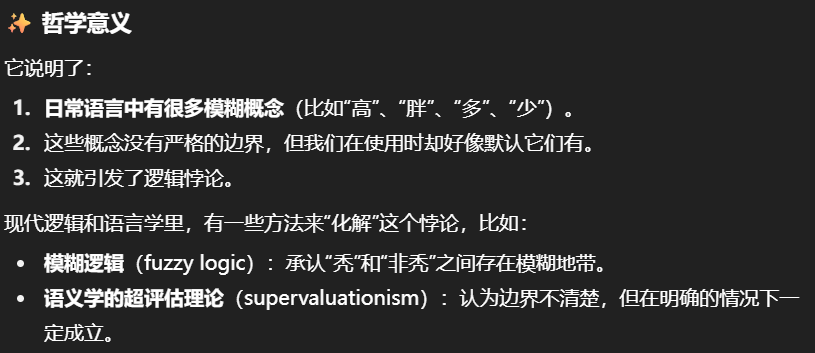 ✨ 哲学意义
它说明了：
1. 日常语言中有很多模糊概念（比如“高”、“胖”、“多”、“少”）。
2. 这些概念没有严格的边界，但我们在使用时却好像默认它们有。
3. 这就引发了逻辑悖论。
现代逻辑和语言学里，有一些方法来“化解”这个悖论，比如：
• 模糊逻辑（fuzzy logic）：承认“秃”和“非秃”之间存在模糊地带。
• 语义学的超评估理论（supervaluationism）：认为边界不清楚，但在明确的情况下一
定成立。